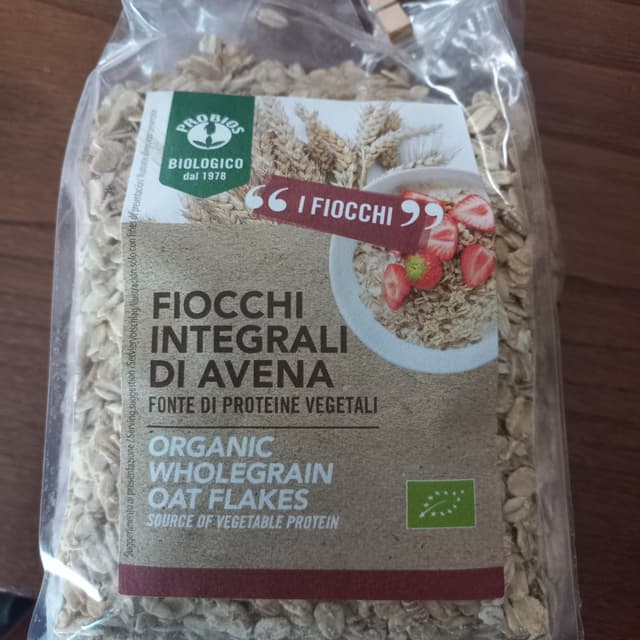 PROBIOS
BIOLOGICO
dal 1978
“ I FIOCCHI ”
FIOCCHI
INTEGRALI
DI AVENA
FONTE DI PROTEINE VEGETALI
ORGANIC
WHOLEGRAIN
OAT FLAKES
SOURCE OF VEGETABLE PROTEIN